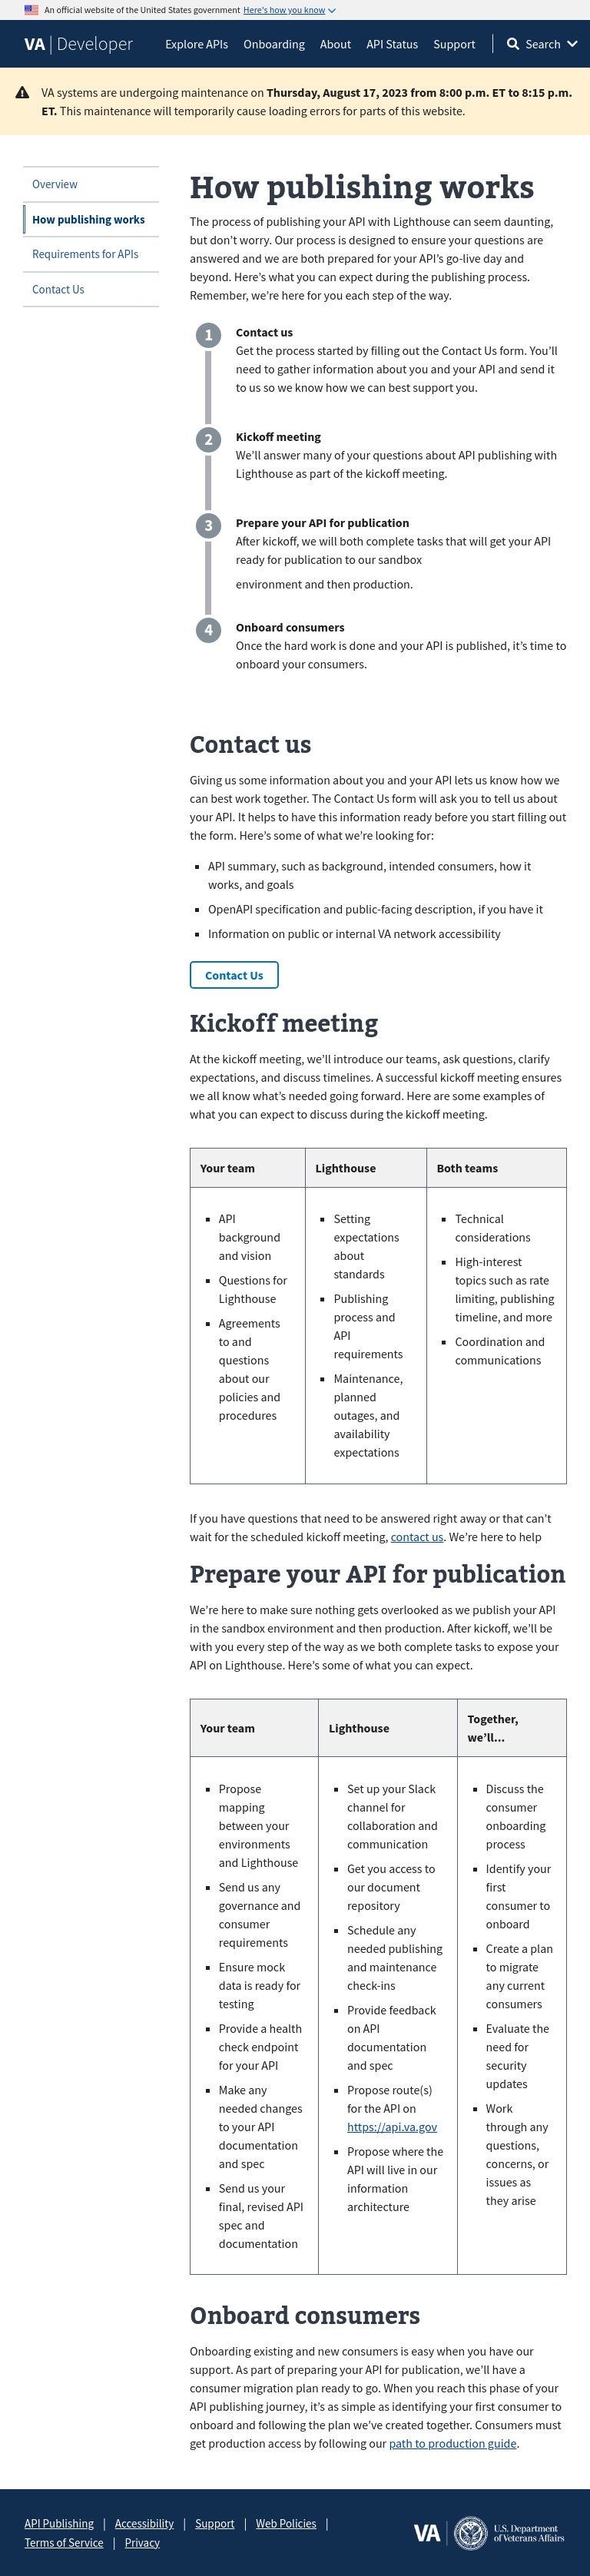 An official website of the United States government Here's how you know
VA | Developer
Explore APIs Onboarding About API Status Support Search
VA systems are undergoing maintenance on Thursday, August 17, 2023 from 8:00 p.m. ET to 8:15 p.m.
ET. This maintenance will temporarily cause loading errors for parts of this website.
Overview
How publishing works
Requirements for APIs
Contact Us
How publishing works
The process of publishing your API with Lighthouse can seem daunting,
but don't worry. Our process is designed to ensure your questions are
answered and we are both prepared for your API's go-live day and
beyond. Here's what you can expect during the publishing process.
Remember, we're here for you each step of the way.
1 Contact us
Get the process started by filling out the Contact Us form. You'll
need to gather information about you and your API and send it
to us so we know how we can best support you.
2 Kickoff meeting
We'll answer many of your questions about API publishing with
Lighthouse as part of the kickoff meeting.
3 Prepare your API for publication
After kickoff, we will both complete tasks that will get your API
ready for publication to our sandbox
environment and then production.
4 Onboard consumers
Once the hard work is done and your API is published, it's time to
onboard your consumers.
Contact us
Giving us some information about you and your API lets us know how we
can best work together. The Contact Us form will ask you to tell us about
your API. It helps to have this information ready before you start filling out
the form. Here's some of what we're looking for:
API summary, such as background, intended consumers, how it
works, and goals
OpenAPI specification and public-facing description, if you have it
Information on public or internal VA network accessibility
Contact Us
Kickoff meeting
At the kickoff meeting, we'll introduce our teams, ask questions, clarify
expectations, and discuss timelines. A successful kickoff meeting ensures
we all know what's needed going forward. Here are some examples of
what you can expect to discuss during the kickoff meeting.
Your team
Lighthouse
Both teams
API
background
and vision
Questions for
Lighthouse
Agreements
to and
questions
about our
policies and
procedures
Setting
expectations
about
standards
Publishing
process and
API
requirements
Maintenance,
planned
outages, and
availability
expectations
Technical
considerations
High-interest
topics such as rate
limiting, publishing
timeline, and more
Coordination and
communications
If you have questions that need to be answered right away or that can't
wait for the scheduled kickoff meeting, contact us. We're here to help
Prepare your API for publication
We're here to make sure nothing gets overlooked as we publish your API
in the sandbox environment and then production. After kickoff, we'll be
with you every step of the way as we both complete tasks to expose your
API on Lighthouse. Here's some of what you can expect.
Your team
Lighthouse
Together,
we'll...
Propose
mapping
between your
environments
and Lighthouse
Send us any
governance and
consumer
requirements
Ensure mock
data is ready for
testing
Provide a health
check endpoint
for your API
Make any
needed changes
to your API
documentation
and spec
Send us your
final, revised API
spec and
documentation
Set up your Slack
channel for
collaboration and
communication
Get you access to
our document
repository
Schedule any
needed publishing
and maintenance
check-ins
Provide feedback
on API
documentation
and spec
Propose route(s)
for the API on
https://api.va.gov
Propose where the
API will live in our
information
architecture
Discuss the
consumer
onboarding
process
Identify your
first
consumer to
onboard
Create a plan
to migrate
any current
consumers
Evaluate the
need for
security
updates
Work
through any
questions,
concerns, or
issues as
they arise
Onboard consumers
Onboarding existing and new consumers is easy when you have our
support. As part of preparing your API for publication, we'll have a
consumer migration plan ready to go. When you reach this phase of your
API publishing journey, it's as simple as identifying your first consumer to
onboard and following the plan we've created together. Consumers must
get production access by following our path to production guide.
API Publishing | Accessibility | Support | Web Policies |
Terms of Service | Privacy
VA | U.S. Department
of Veterans Affairs